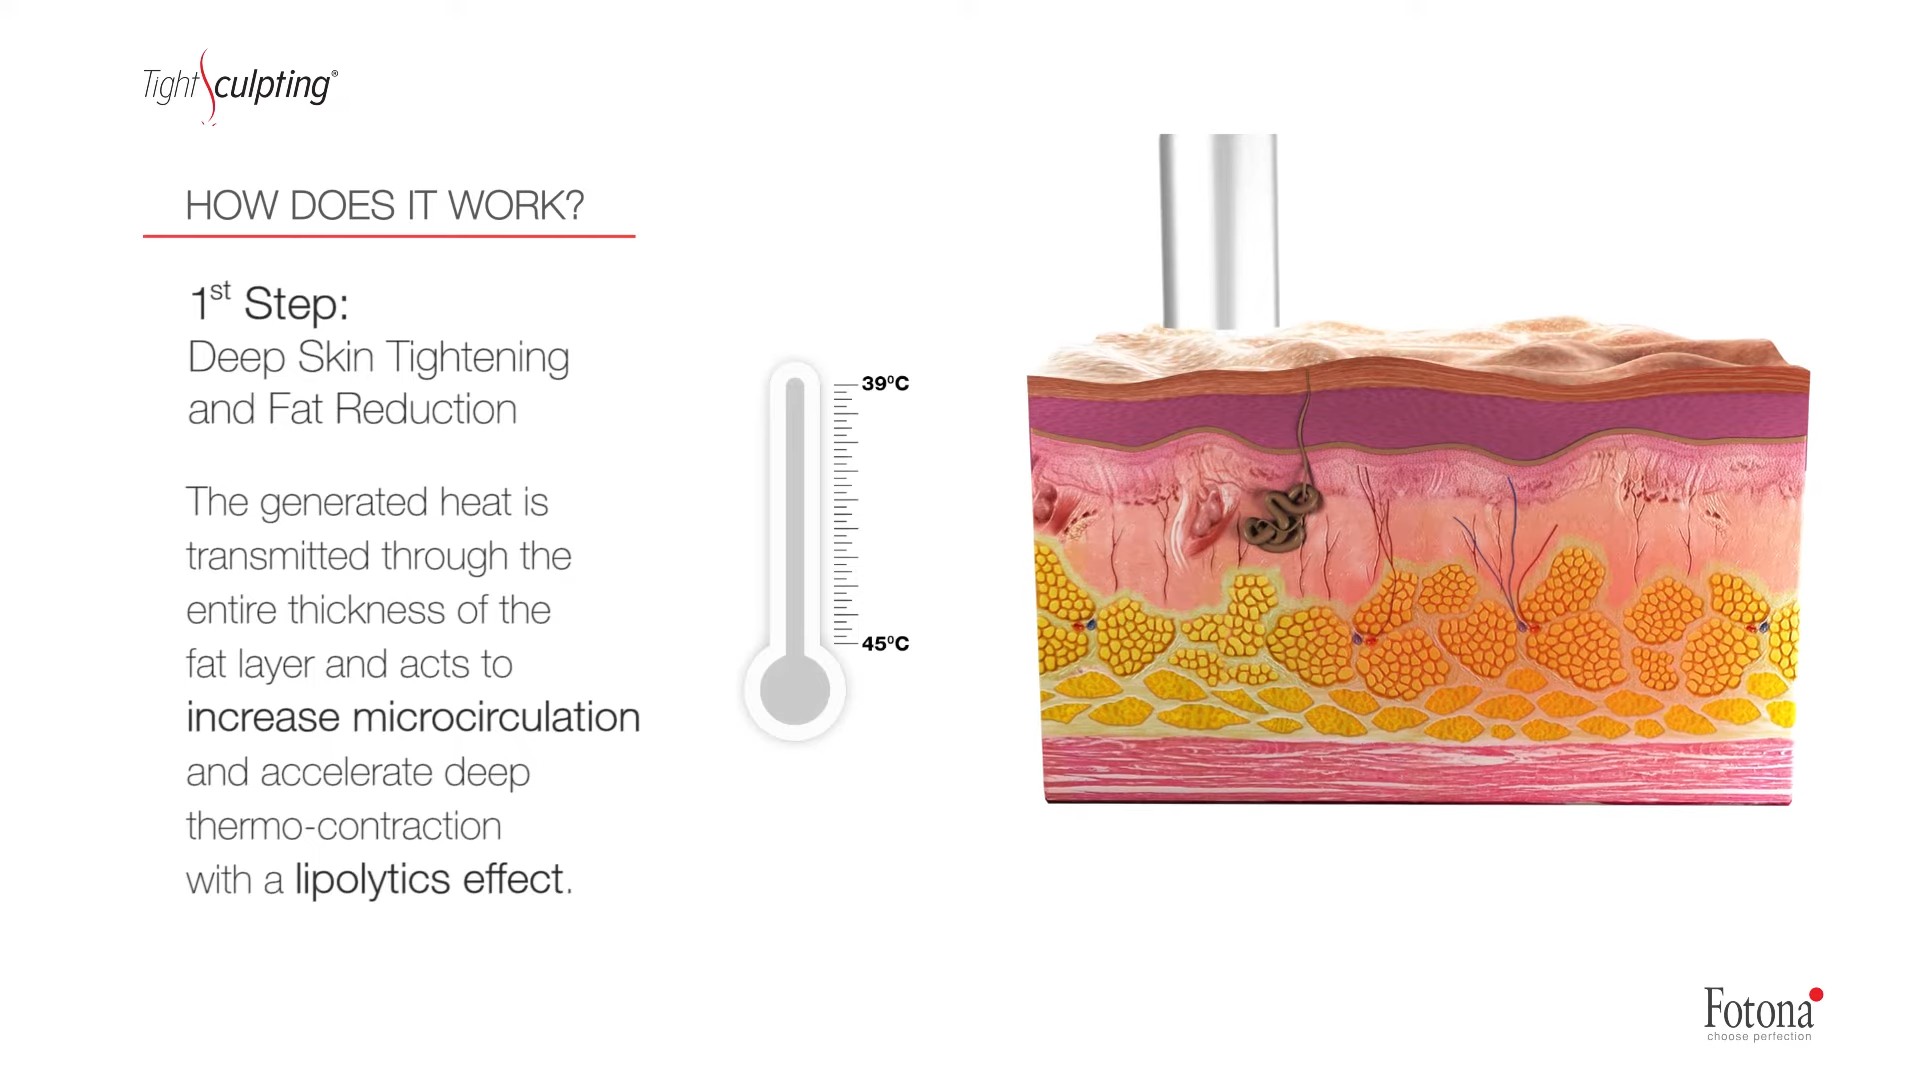 TightSculpting®
HOW DOES IT WORK?
1st Step:
Deep Skin Tightening
and Fat Reduction
The generated heat is
transmitted through the
entire thickness of the
fat layer and acts to
increase microcirculation
and accelerate deep
thermo-contraction
with a lipolytics effect.
39ºC
45ºC
Fotona
choose perfection